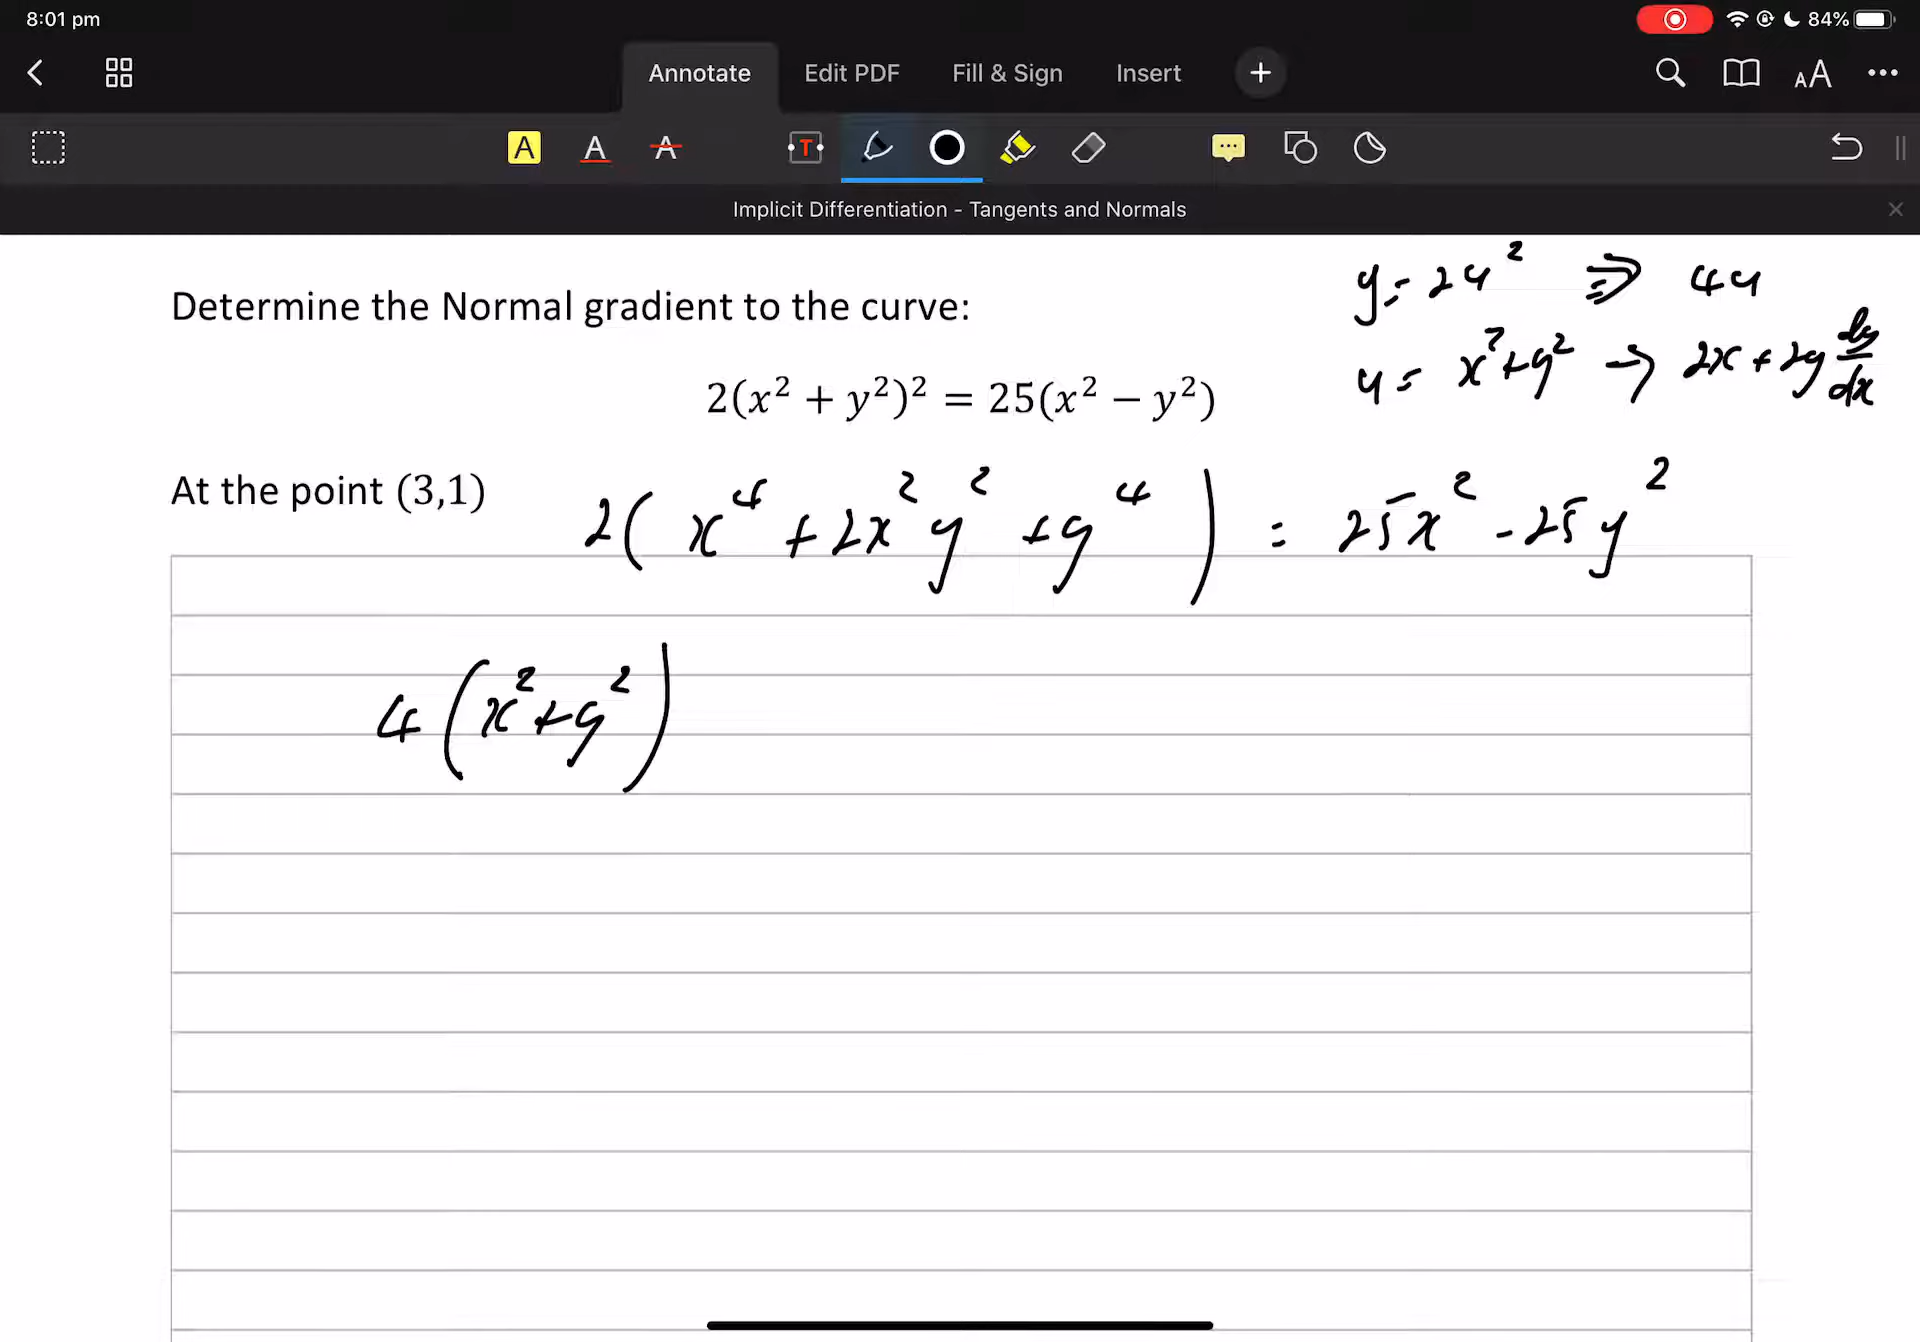 8:01 pm 84%
Annotate Edit PDF Fill & Sign Insert + AA
A A A T
Implicit Differentiation - Tangents and Normals
y = 2u² ⇒ 4u
Determine the Normal gradient to the curve:
u = x² + y² → 2x + 2y dy/dx
2(x² + y²)² = 25(x² − y²)
At the point (3,1) 2(x⁴ + 2x²y² + y⁴) = 25x² - 25y²
4(x² + y²)